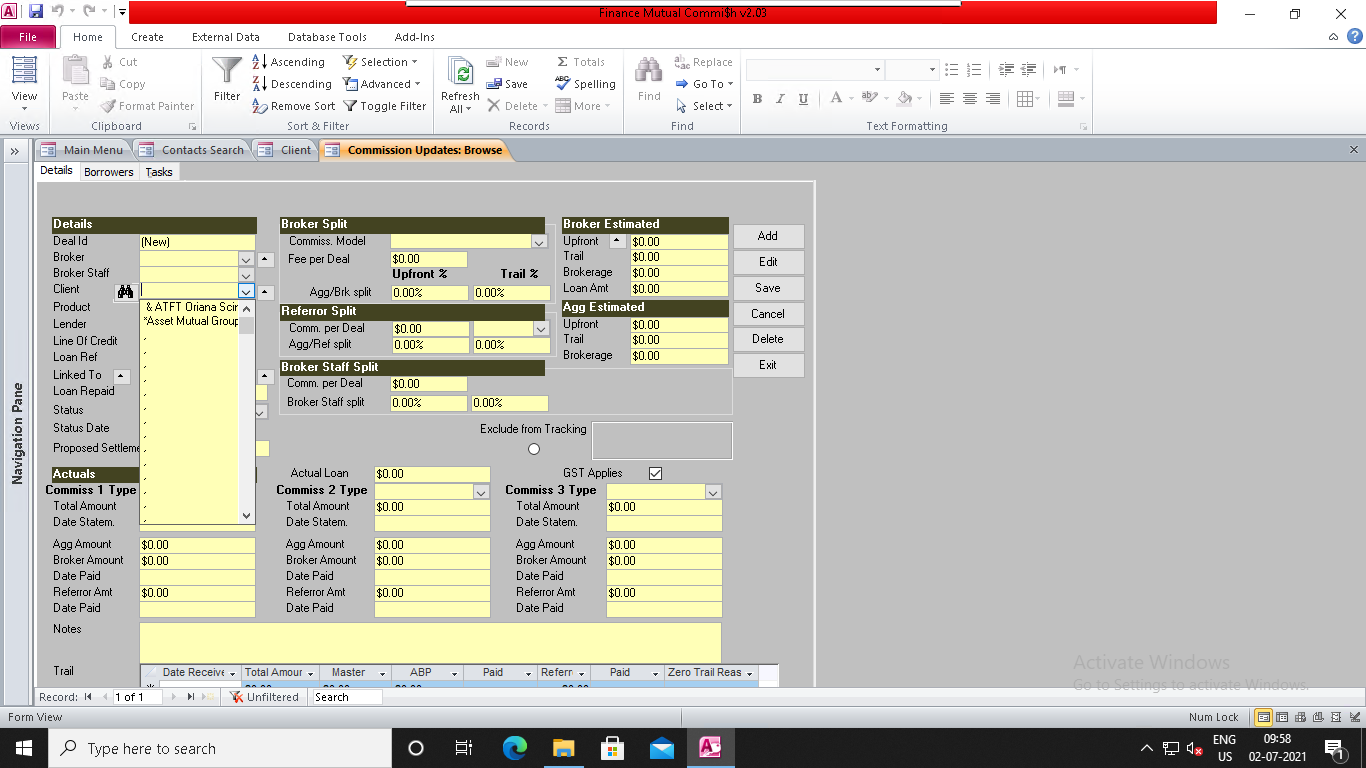 Finance Mutual Commi$h v2.03
File Home Create External Data Database Tools Add-Ins
View Paste Cut Copy Format Painter Filter Ascending Descending Remove Sort Selection Advanced Toggle Filter Refresh All New Save Delete Totals Spelling More Find Replace Go To Select
Views Clipboard Sort & Filter Records Find Text Formatting
Main Menu Contacts Search Client Commission Updates: Browse
Details Borrowers Tasks
Navigation Pane
Details Broker Split Broker Estimated
Deal Id (New) Commiss. Model Upfront $0.00 Add
Broker Fee per Deal $0.00 Trail $0.00
Broker Staff Upfront % Trail % Brokerage $0.00 Edit
Client Agg/Brk split 0.00% 0.00% Loan Amt $0.00 Save
Product & ATFT Oriana Scir Referror Split Agg Estimated Cancel
Lender *Asset Mutual Group Comm. per Deal $0.00 Upfront $0.00
Line Of Credit Agg/Ref split 0.00% 0.00% Trail $0.00 Delete
Loan Ref Brokerage $0.00
Linked To Broker Staff Split Exit
Loan Repaid Comm. per Deal $0.00
Status Broker Staff split 0.00% 0.00%
Status Date Exclude from Tracking
Proposed Settleme
Actuals Actual Loan $0.00 GST Applies
Commiss 1 Type Commiss 2 Type Commiss 3 Type
Total Amount Total Amount $0.00 Total Amount $0.00
Date Statem. Date Statem. Date Statem.
Agg Amount $0.00 Agg Amount $0.00 Agg Amount $0.00
Broker Amount $0.00 Broker Amount $0.00 Broker Amount $0.00
Date Paid Date Paid Date Paid
Referror Amt $0.00 Referror Amt $0.00 Referror Amt $0.00
Date Paid Date Paid Date Paid
Notes
Trail Date Receive Total Amour Master ABP Paid Referr Paid Zero Trail Reas
Record: 1 of 1 Unfiltered Search
Activate Windows
Go to Settings to activate Windows.
Form View Num Lock
Type here to search ENG US 09:58 02-07-2021 1